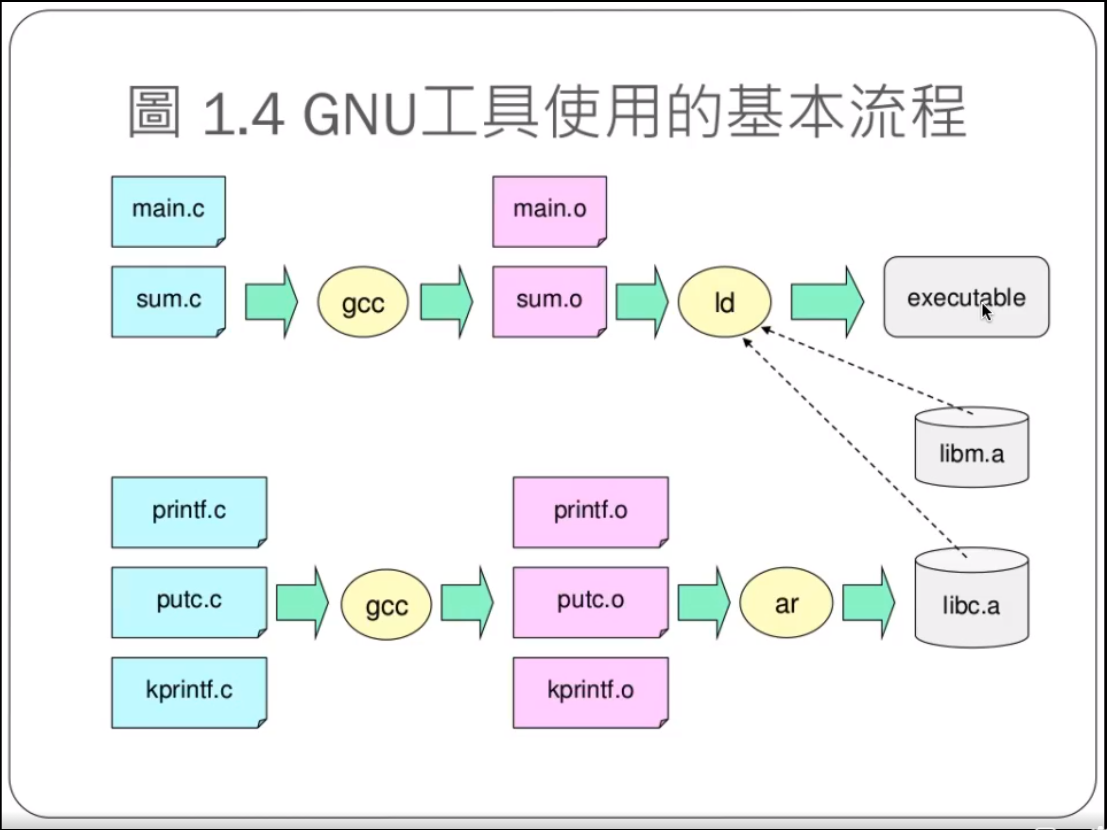 圖 1.4 GNU工具使用的基本流程
main.c
main.o
sum.c
gcc
sum.o
ld
executable
libm.a
printf.c
printf.o
putc.c
gcc
putc.o
ar
libc.a
kprintf.c
kprintf.o